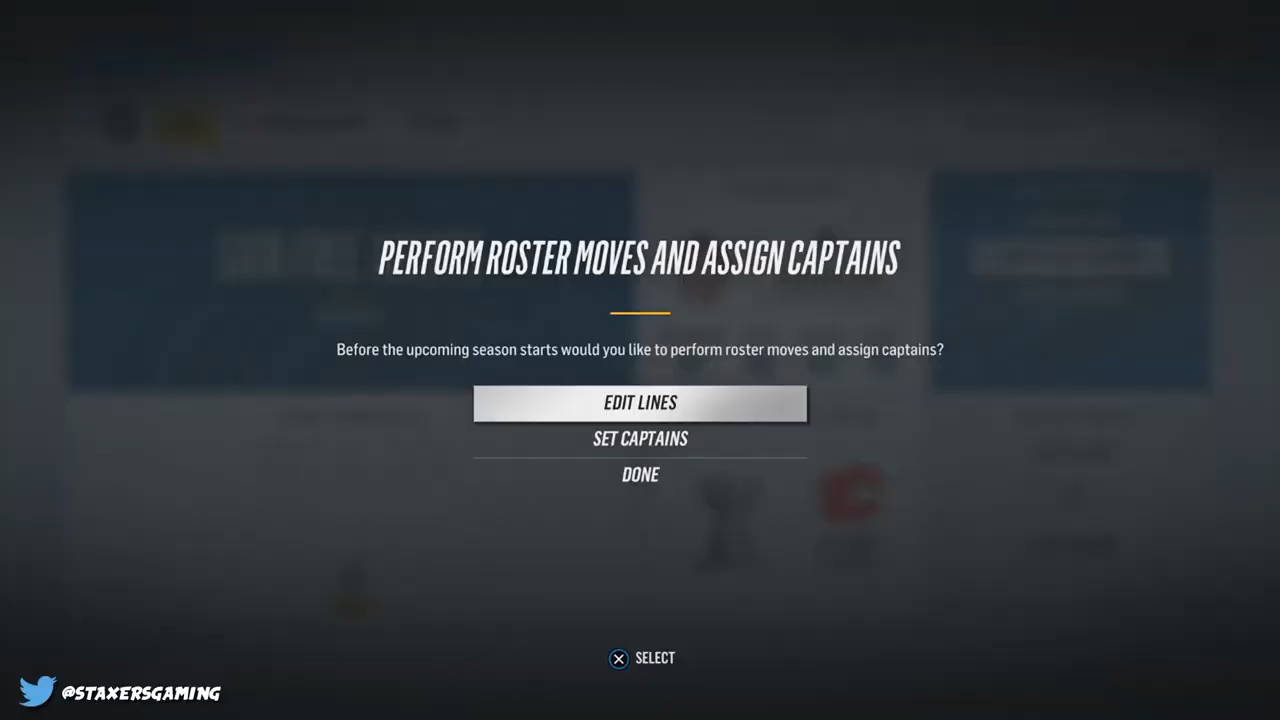 PERFORM ROSTER MOVES AND ASSIGN CAPTAINS
Before the upcoming season starts would you like to perform roster moves and assign captains?
EDIT LINES
SET CAPTAINS
DONE
SELECT
@STAXERSGAMING